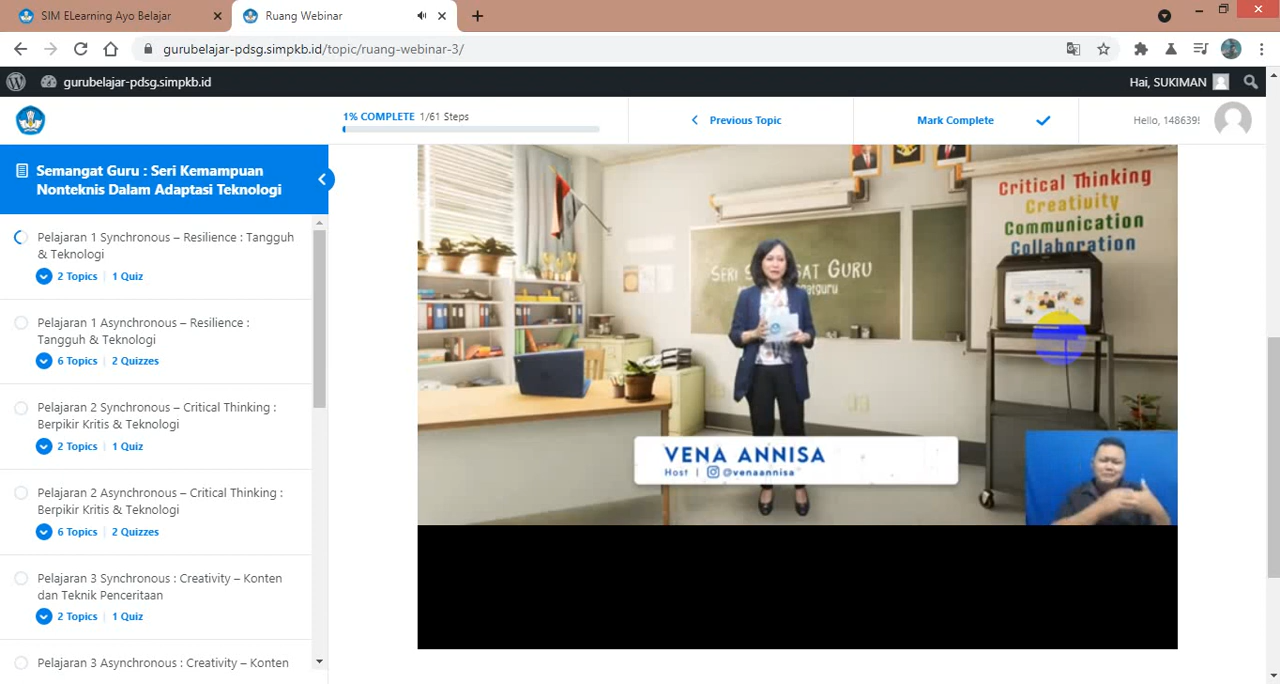 SIM ELearning Ayo Belajar
Ruang Webinar
gurubelajar-pdsg.simpkb.id/topic/ruang-webinar-3/
gurubelajar-pdsg.simpkb.id
Hai, SUKIMAN
1% COMPLETE 1/61 Steps
Previous Topic
Mark Complete
Hello, 148639!
Semangat Guru : Seri Kemampuan
Nonteknis Dalam Adaptasi Teknologi
Pelajaran 1 Synchronous – Resilience : Tangguh
& Teknologi
2 Topics | 1 Quiz
Pelajaran 1 Asynchronous – Resilience :
Tangguh & Teknologi
6 Topics | 2 Quizzes
Pelajaran 2 Synchronous – Critical Thinking :
Berpikir Kritis & Teknologi
2 Topics | 1 Quiz
Pelajaran 2 Asynchronous – Critical Thinking :
Berpikir Kritis & Teknologi
6 Topics | 2 Quizzes
Pelajaran 3 Synchronous : Creativity – Konten
dan Teknik Penceritaan
2 Topics | 1 Quiz
Pelajaran 3 Asynchronous : Creativity – Konten
Critical Thinking
Creativity
Communication
Collaboration
SERI
GURU
VENA ANNISA
Host | @venaannisa